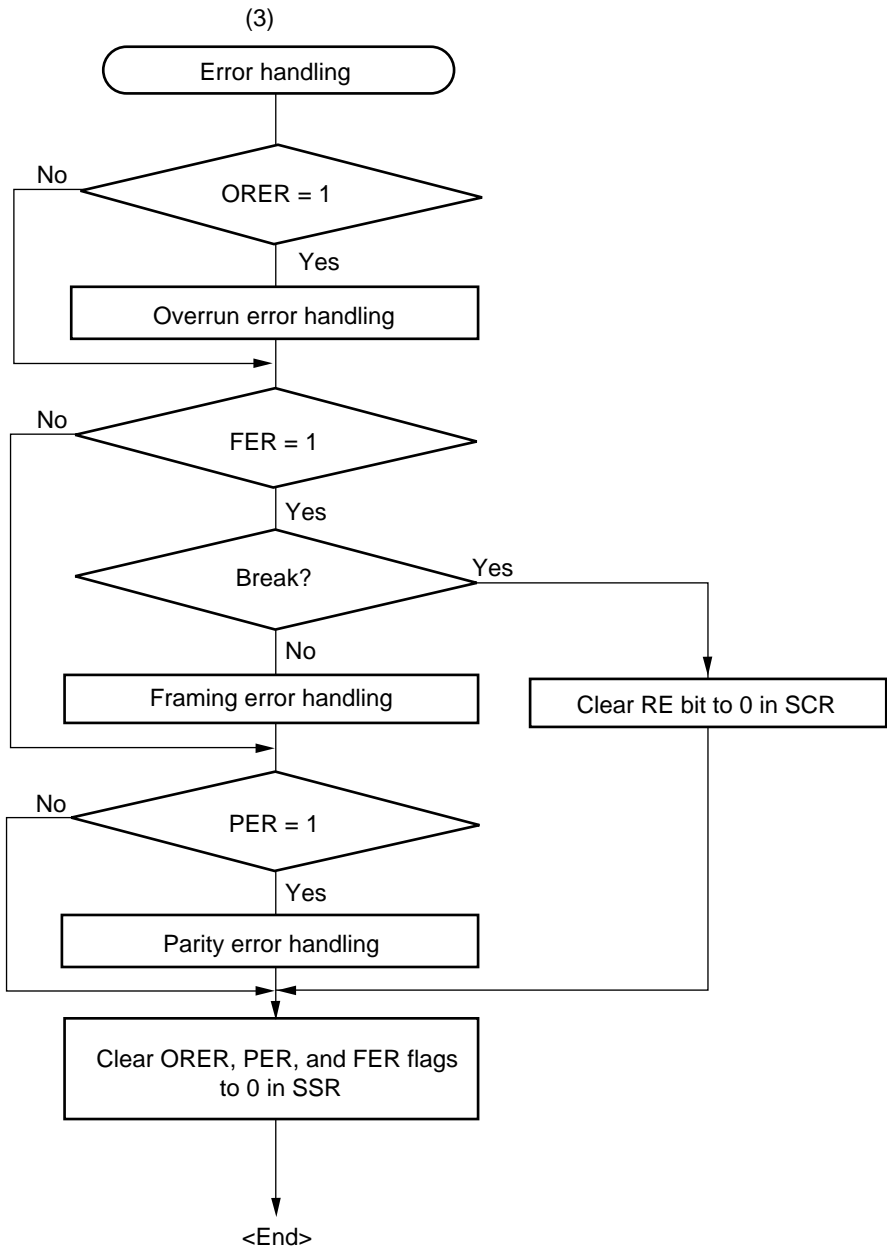 (3)
Error handling
No
ORER = 1
Yes
Overrun error handling
No
FER = 1
Yes
Break?
Yes
No
Framing error handling
Clear RE bit to 0 in SCR
No
PER = 1
Yes
Parity error handling
Clear ORER, PER, and FER flags
to 0 in SSR
<End>